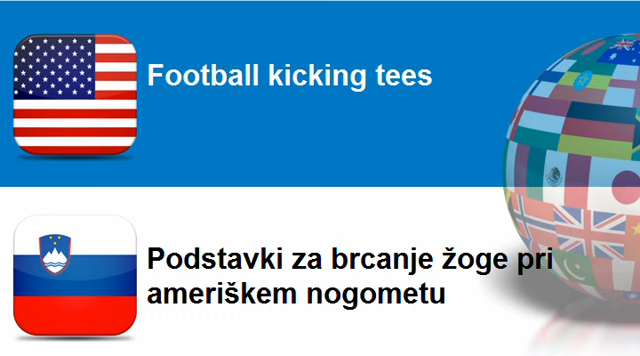 Football kicking tees
Podstavki za brcanje žoge pri
ameriškem nogometu